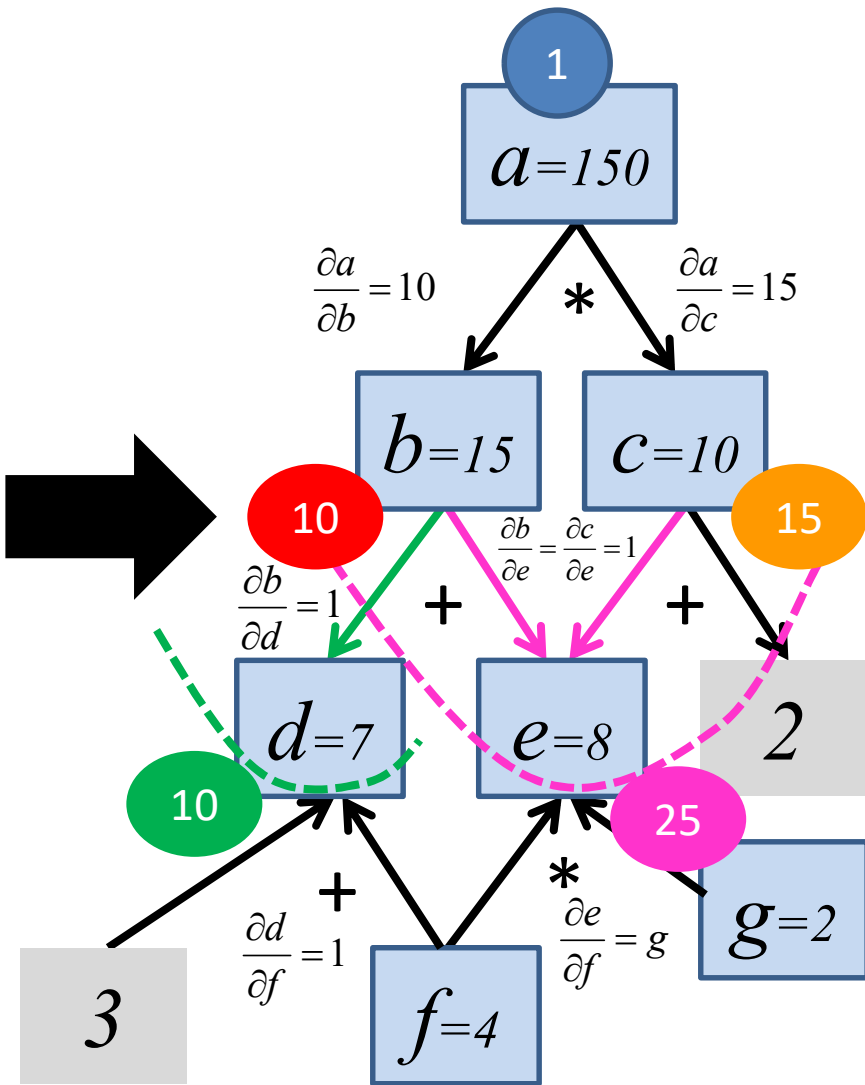 1
a=150
∂a/∂b = 10
*
∂a/∂c = 15
b=15
c=10
10
15
∂b/∂e = ∂c/∂e = 1
∂b/∂d = 1
+
+
d=7
e=8
2
10
25
+
*
g=2
∂d/∂f = 1
∂e/∂f = g
3
f=4